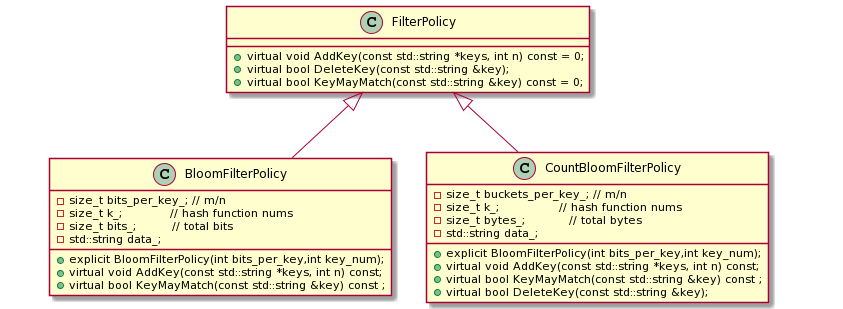 C FilterPolicy
virtual void AddKey(const std::string *keys, int n) const = 0;
virtual bool DeleteKey(const std::string &key);
virtual bool KeyMayMatch(const std::string &key) const = 0;
C BloomFilterPolicy
size_t bits_per_key_; // m/n
size_t k_; // hash function nums
size_t bits_; // total bits
std::string data_;
explicit BloomFilterPolicy(int bits_per_key,int key_num);
virtual void AddKey(const std::string *keys, int n) const;
virtual bool KeyMayMatch(const std::string &key) const ;
C CountBloomFilterPolicy
size_t buckets_per_key_; // m/n
size_t k_; // hash function nums
size_t bytes_; // total bytes
std::string data_;
explicit BloomFilterPolicy(int bits_per_key,int key_num);
virtual void AddKey(const std::string *keys, int n) const;
virtual bool KeyMayMatch(const std::string &key) const ;
virtual bool DeleteKey(const std::string &key);